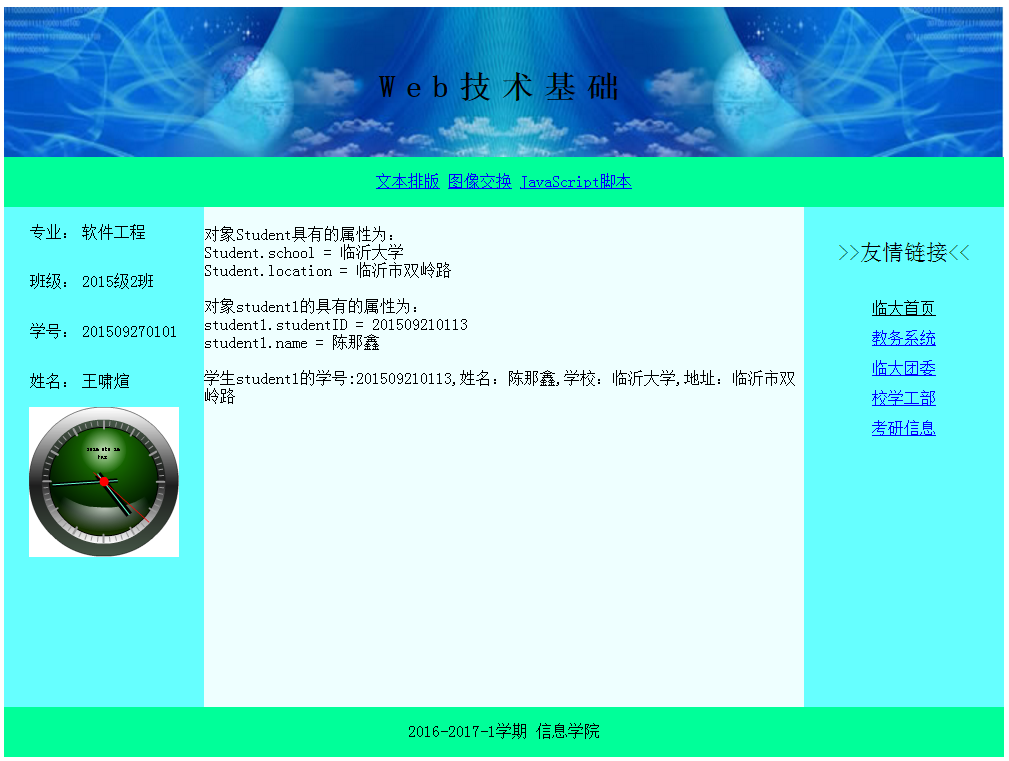 Web技术基础
文本排版 图像交换 JavaScript脚本
专业: 软件工程
班级: 2015级2班
学号: 201509270101
姓名: 王啸煊
对象Student具有的属性为:
Student.school = 临沂大学
Student.location = 临沂市双岭路
对象student1的具有的属性为:
student1.studentID = 201509210113
student1.name = 陈那鑫
学生student1的学号:201509210113,姓名: 陈那鑫,学校: 临沂大学,地址: 临沂市双
岭路
>>友情链接<<
临大首页
教务系统
临大团委
校学工部
考研信息
2016-2017-1学期 信息学院